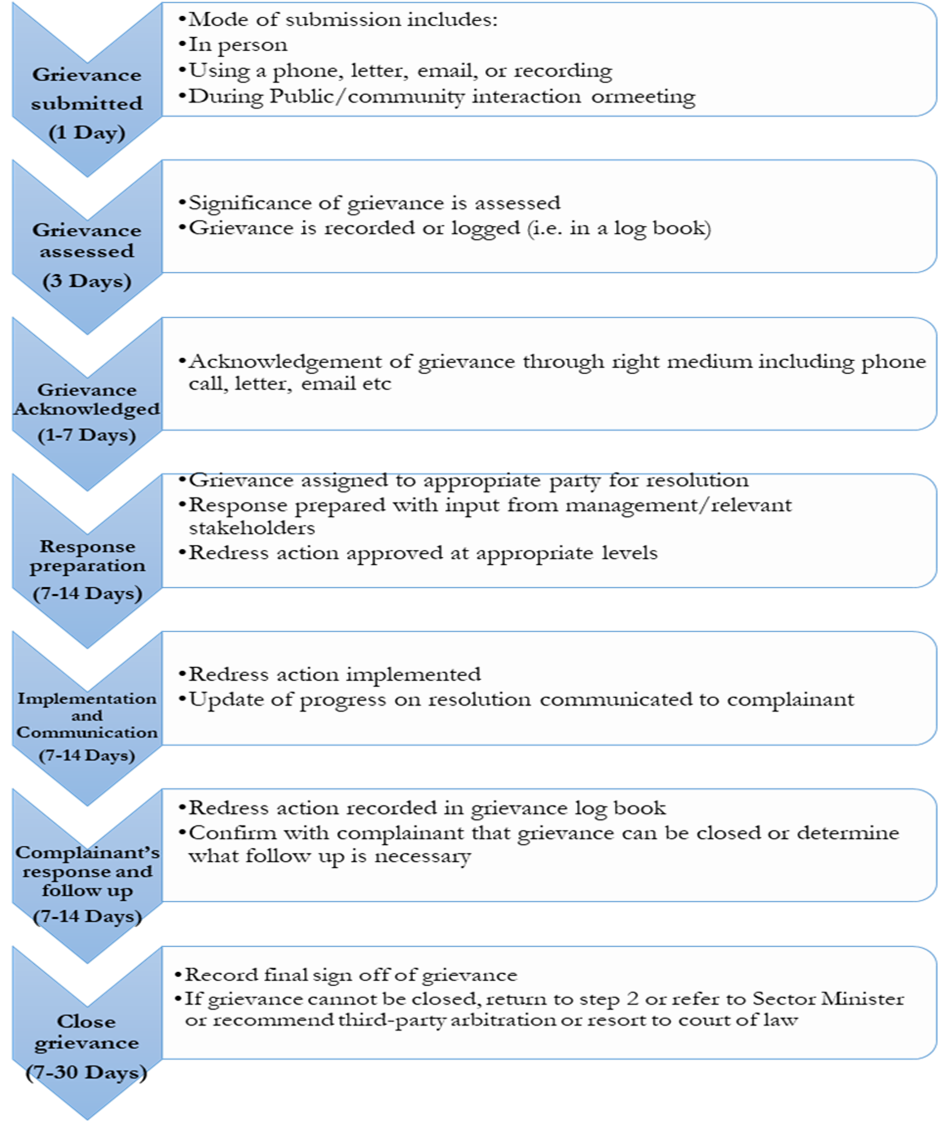 Grievance
submitted
(1 Day)
•Mode of submission includes:
•In person
•Using a phone, letter, email, or recording
•During Public/community interaction ormeeting
Grievance
assessed
(3 Days)
•Significance of grievance is assessed
•Grievance is recorded or logged (i.e. in a log book)
Grievance
Acknowledged
(1-7 Days)
•Acknowledgement of grievance through right medium including phone
call, letter, email etc
Response
preparation
(7-14 Days)
•Grievance assigned to appropriate party for resolution
•Response prepared with input from management/relevant
stakeholders
•Redress action approved at appropriate levels
Implementation
and
Communication
(7-14 Days)
•Redress action implemented
•Update of progress on resolution communicated to complainant
Complainant's
response and
follow up
(7-14 Days)
•Redress action recorded in grievance log book
•Confirm with complainant that grievance can be closed or determine
what follow up is necessary
Close
grievance
(7-30 Days)
•Record final sign off of grievance
•If grievance cannot be closed, return to step 2 or refer to Sector Minister
or recommend third-party arbitration or resort to court of law